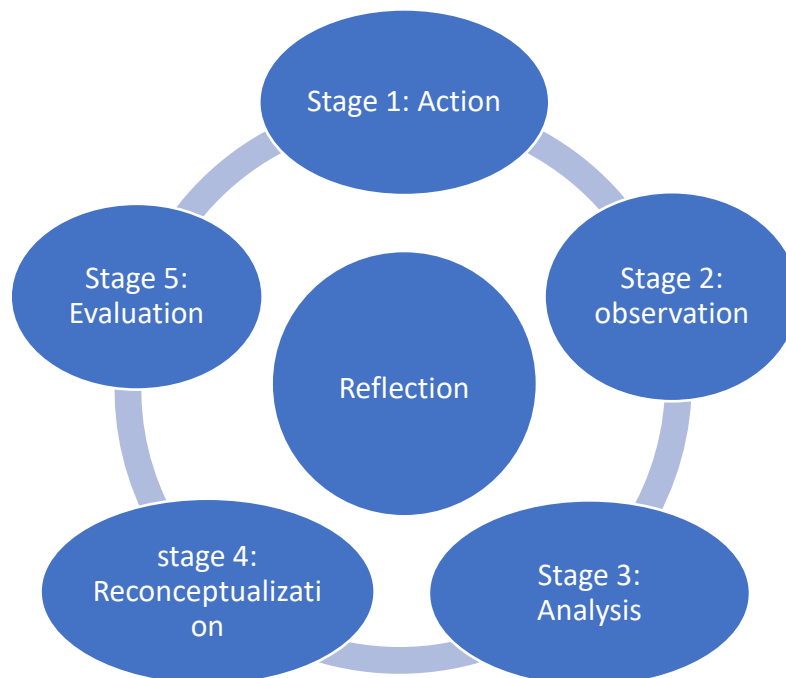 Stage 1: Action
Stage 2:
observation
Stage 3:
Analysis
stage 4:
Reconceptualizati
on
Stage 5:
Evaluation
Reflection